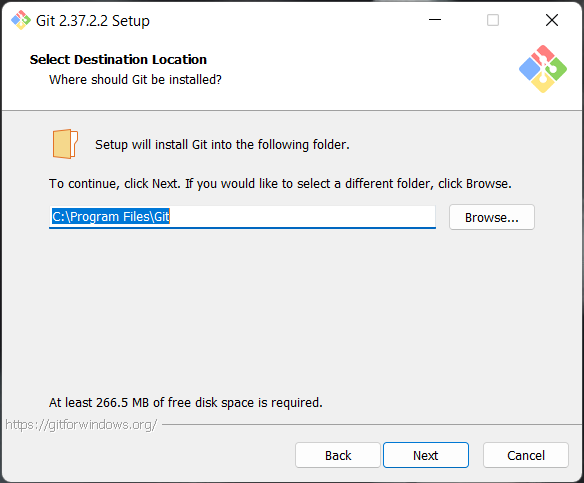 Git 2.37.2.2 Setup
Select Destination Location
Where should Git be installed?
Setup will install Git into the following folder.
To continue, click Next. If you would like to select a different folder, click Browse.
C:\Program Files\Git
Browse...
At least 266.5 MB of free disk space is required.
https://gitforwindows.org/
Back
Next
Cancel